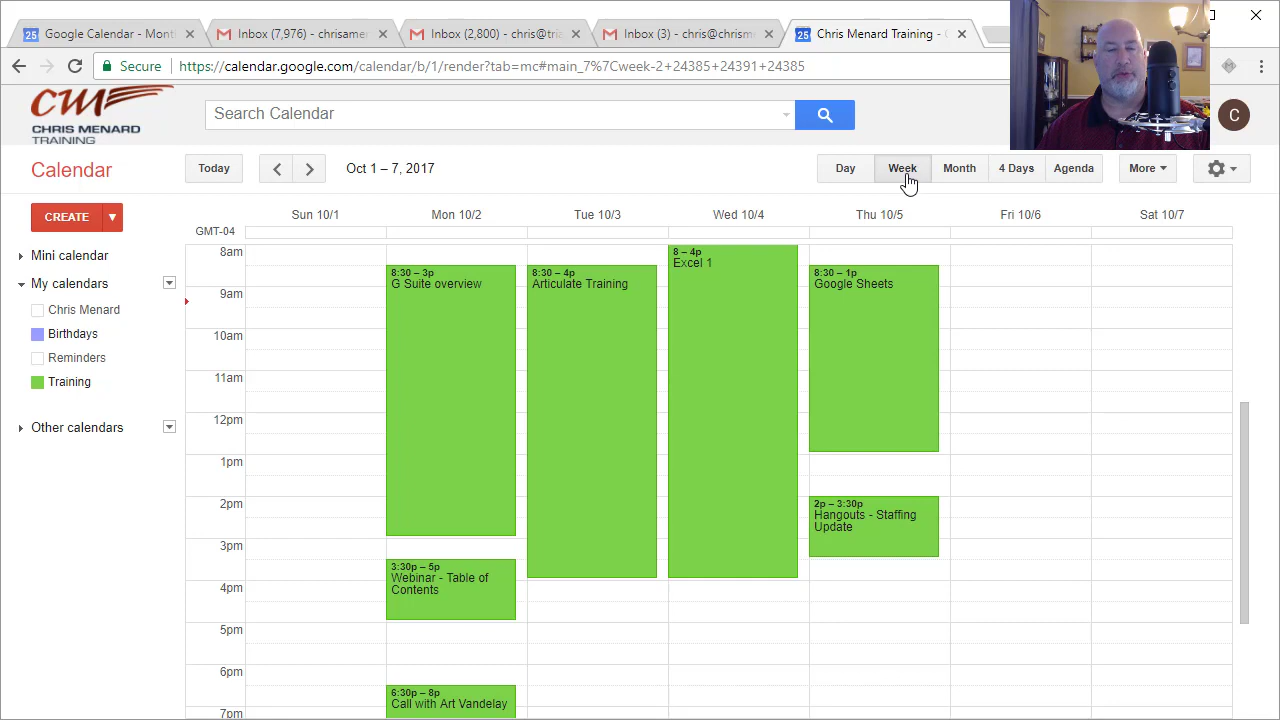 Google Calendar - Mont
Inbox (7,976) - chrisamer
Inbox (2,800) - chris@tria
Inbox (3) - chris@chrism
Chris Menard Training -
Secure
https://calendar.google.com/calendar/b/1/render?tab=mc#main_7%7Cweek-2+24385+24391+24385
CM
CHRIS MENARD
TRAINING
Search Calendar
C
Calendar
Today
Oct 1 – 7, 2017
Day
Week
Month
4 Days
Agenda
More
CREATE
Mini calendar
My calendars
Chris Menard
Birthdays
Reminders
Training
Other calendars
Sun 10/1
Mon 10/2
Tue 10/3
Wed 10/4
Thu 10/5
Fri 10/6
Sat 10/7
GMT-04
8am
9am
10am
11am
12pm
1pm
2pm
3pm
4pm
5pm
6pm
7pm
8:30 – 3p
G Suite overview
3:30p – 5p
Webinar - Table of
Contents
6:30p – 8p
Call with Art Vandelay
8:30 – 4p
Articulate Training
8 – 4p
Excel 1
8:30 – 1p
Google Sheets
2p – 3:30p
Hangouts - Staffing
Update